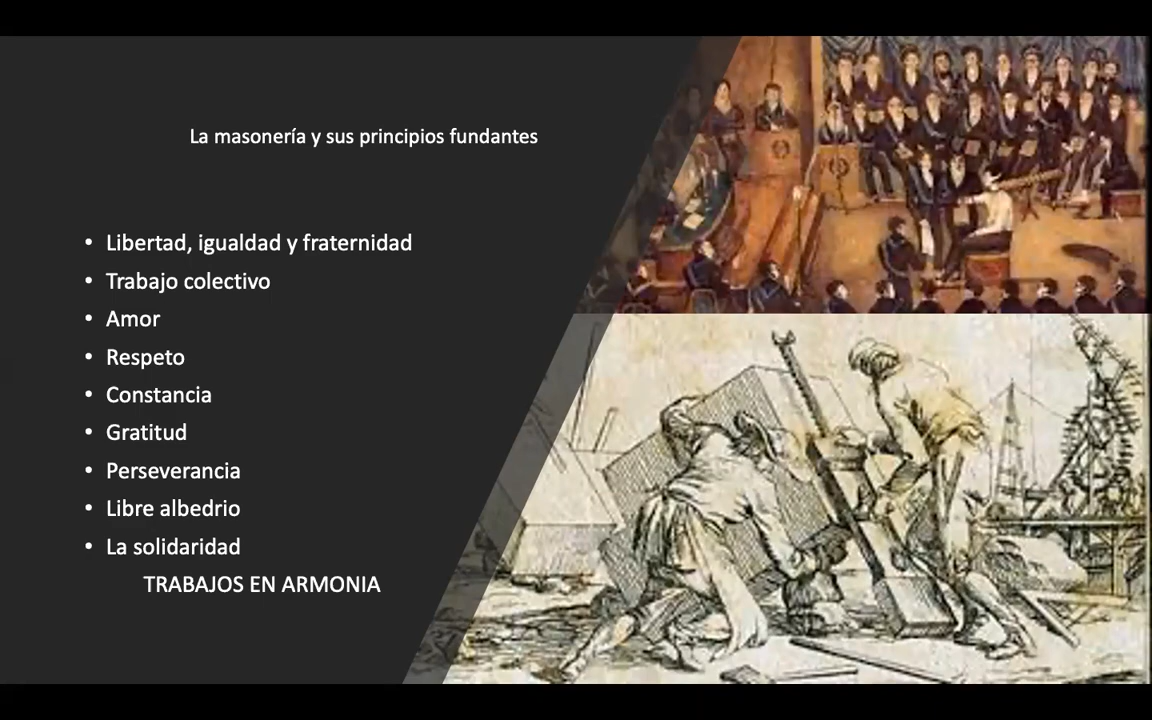 La masonería y sus principios fundantes
• Libertad, igualdad y fraternidad
• Trabajo colectivo
• Amor
• Respeto
• Constancia
• Gratitud
• Perseverancia
• Libre albedrio
• La solidaridad
TRABAJOS EN ARMONIA